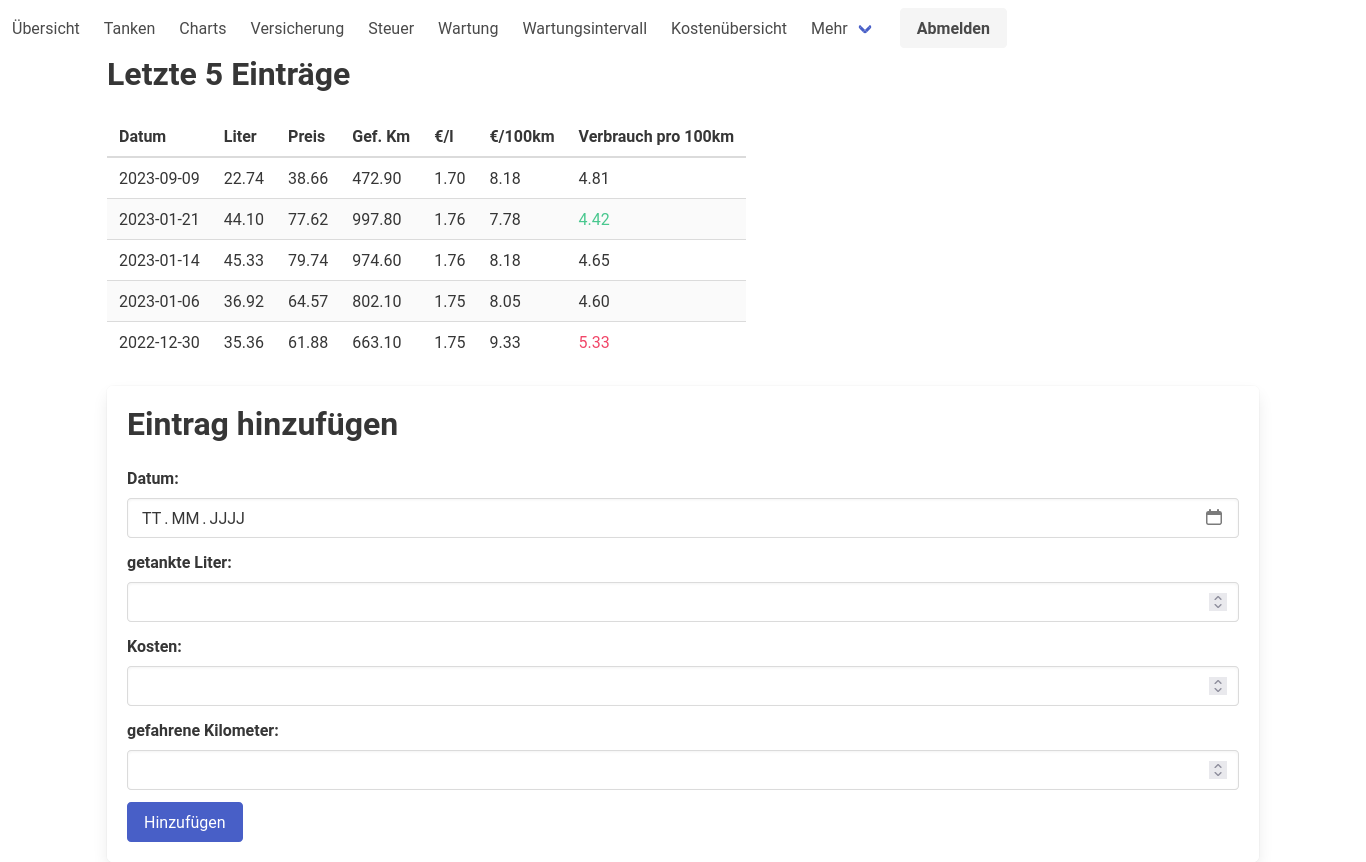 Übersicht Tanken Charts Versicherung Steuer Wartung Wartungsintervall Kostenübersicht Mehr Abmelden
Letzte 5 Einträge
Datum Liter Preis Gef. Km €/l €/100km Verbrauch pro 100km
2023-09-09 22.74 38.66 472.90 1.70 8.18 4.81
2023-01-21 44.10 77.62 997.80 1.76 7.78 4.42
2023-01-14 45.33 79.74 974.60 1.76 8.18 4.65
2023-01-06 36.92 64.57 802.10 1.75 8.05 4.60
2022-12-30 35.36 61.88 663.10 1.75 9.33 5.33
Eintrag hinzufügen
Datum:
TT . MM . JJJJ
getankte Liter:
Kosten:
gefahrene Kilometer:
Hinzufügen